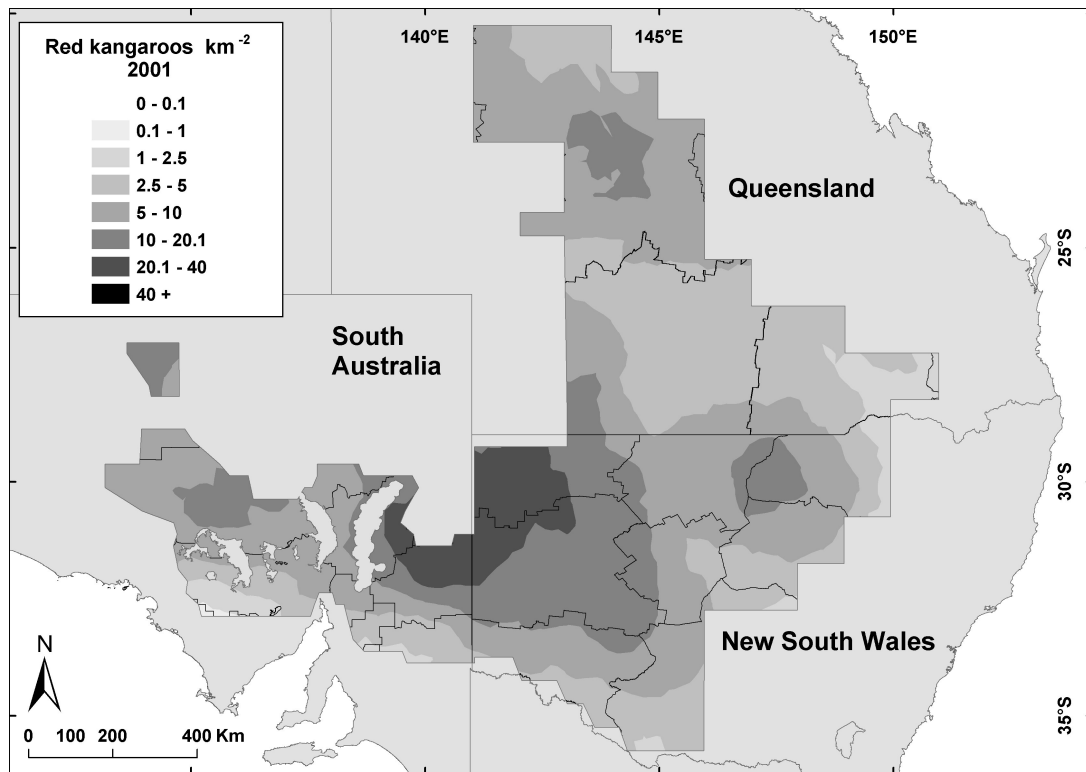 Red kangaroos km⁻²
2001
0 - 0.1
0.1 - 1
1 - 2.5
2.5 - 5
5 - 10
10 - 20.1
20.1 - 40
40 +
140°E
145°E
150°E
Queensland
25°S
South
Australia
30°S
New South Wales
N
35°S
0 100 200 400 Km